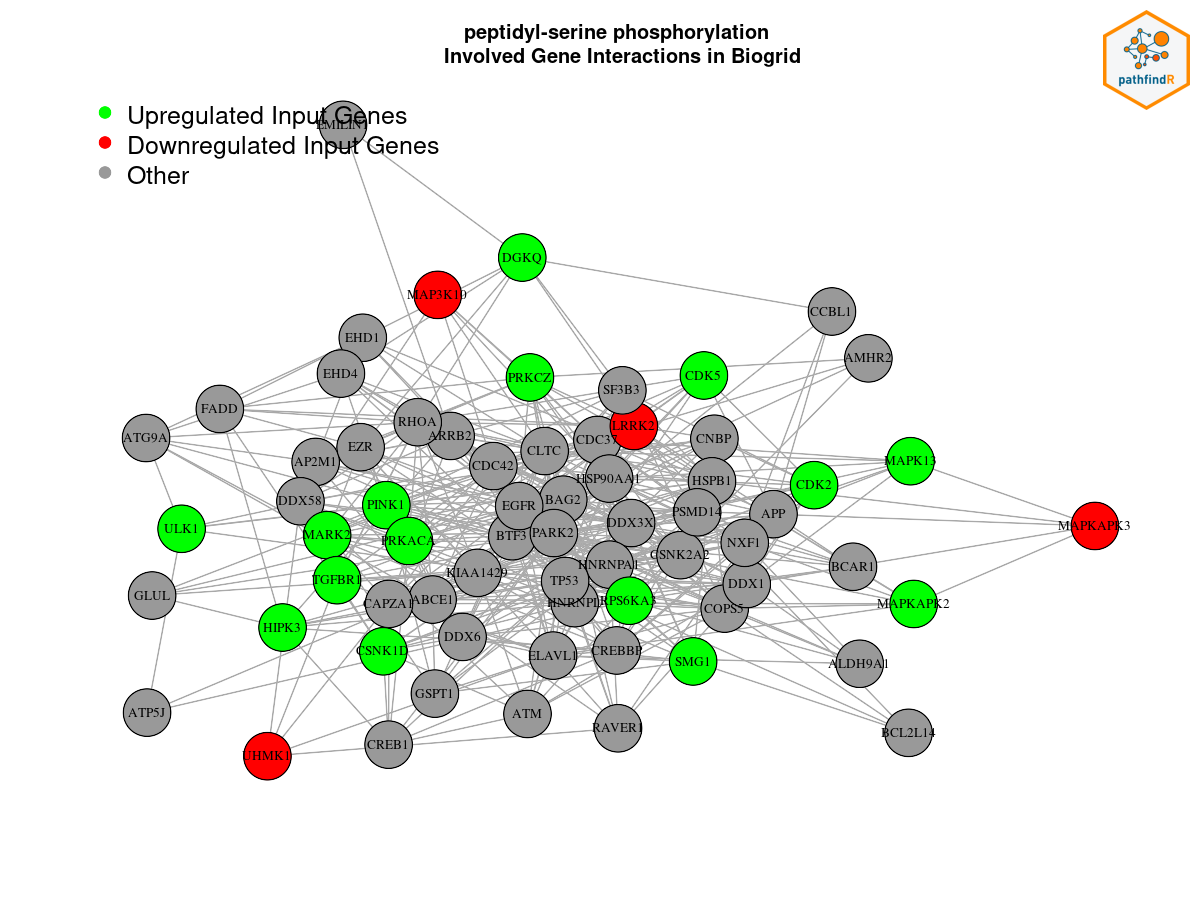 peptidyl-serine phosphorylation
Involved Gene Interactions in Biogrid
pathfindR
Upregulated Input Genes
EMILIN1
Downregulated Input Genes
Other
DGKQ
MAP3K10
CCBL1
EHD1
AMHR2
EHD4
PRKCZ
CDK5
SF3B3
FADD
RHOA
LRRK2
ATG9A
ARRB2
CDC37
CNBP
EZR
CLTC
AP2M1
CDC42
MAPK13
HSP90AA1
HSPB1
CDK2
DDX58
PINK1
EGFR
BAG2
PSMD14
APP
ULK1
MARK2
PRKACA
BTF3
PARK2
DDX3X
NXF1
MAPKAPK3
CSNK2A2
HNRNPA1
BCAR1
KIAA1429
TGFBR1
TP53
DDX1
GLUL
CAPZA1
ABCE1
HNRNPL
RPS6KA3
COPS5
MAPKAPK2
HIPK3
DDX6
CSNK1D
ELAVL1
CREBBP
SMG1
ALDH9A1
GSPT1
ATP5J
ATM
RAVER1
BCL2L14
CREB1
UHMK1